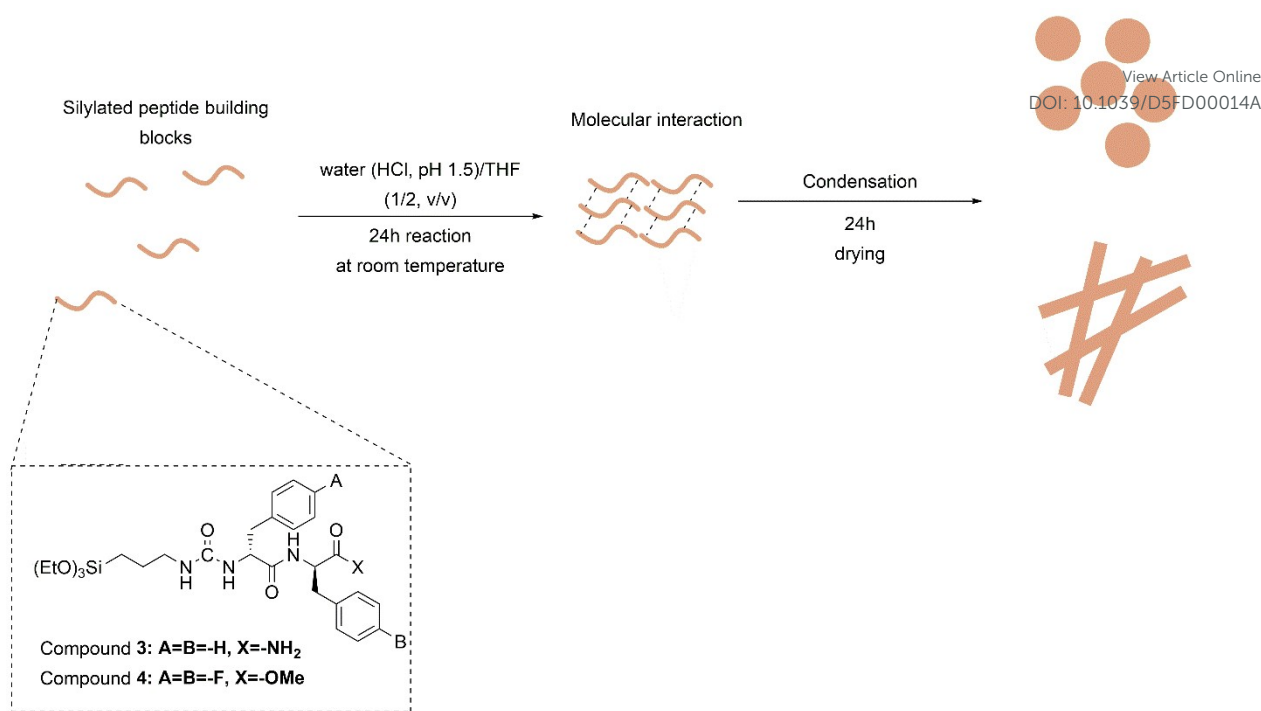 View Article Online
DOI: 10.1039/D5FD00014A
Silylated peptide building
blocks
water (HCl, pH 1.5)/THF
(1/2, v/v)
24h reaction
at room temperature
Molecular interaction
Condensation
24h
drying
A
O
H
O
(EtO)₃Si
N
H
C
N
H
N
O
X
B
Compound 3: A=B=-H, X=-NH₂
Compound 4: A=B=-F, X=-OMe